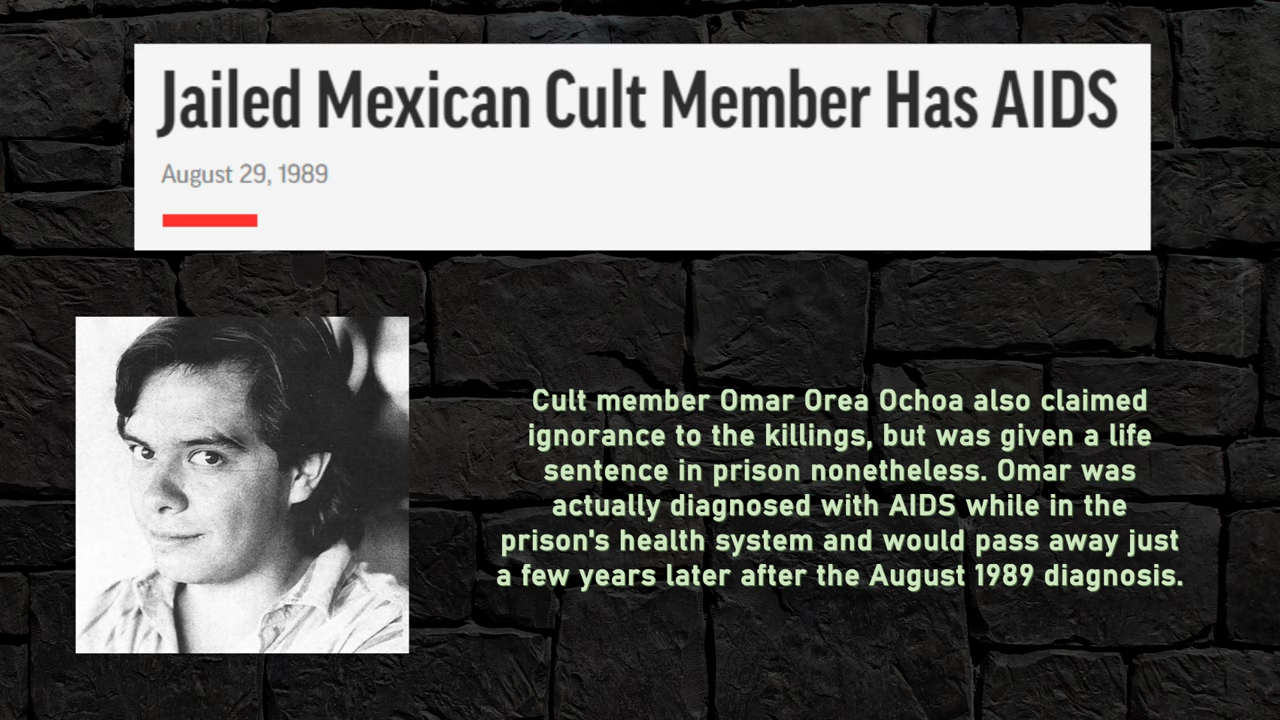 Jailed Mexican Cult Member Has AIDS
August 29, 1989
Cult member Omar Orea Ochoa also claimed
ignorance to the killings, but was given a life
sentence in prison nonetheless. Omar was
actually diagnosed with AIDS while in the
prison's health system and would pass away just
a few years later after the August 1989 diagnosis.